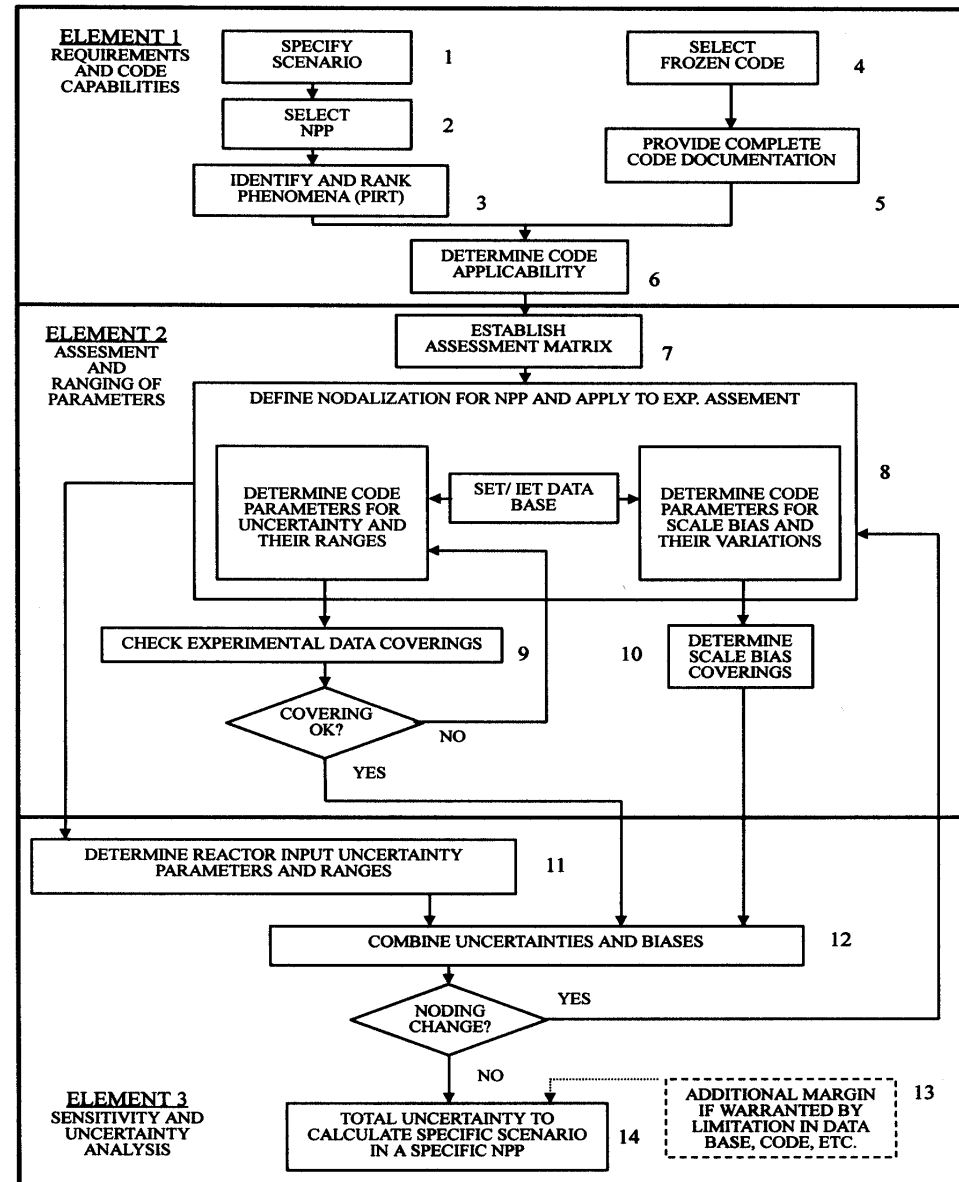 ELEMENT 1
REQUIREMENTS
AND CODE
CAPABILITIES
SPECIFY
SCENARIO
1
SELECT
NPP
2
IDENTIFY AND RANK
PHENOMENA (PIRT)
3
SELECT
FROZEN CODE
4
PROVIDE COMPLETE
CODE DOCUMENTATION
5
DETERMINE CODE
APPLICABILITY
6
ELEMENT 2
ASSESMENT
AND
RANGING OF
PARAMETERS
ESTABLISH
ASSESSMENT MATRIX
7
DEFINE NODALIZATION FOR NPP AND APPLY TO EXP. ASSEMENT
8
DETERMINE CODE
PARAMETERS FOR
UNCERTAINTY AND
THEIR RANGES
SET/ IET DATA
BASE
DETERMINE CODE
PARAMETERS FOR
SCALE BIAS AND
THEIR VARIATIONS
CHECK EXPERIMENTAL DATA COVERINGS
9
10
DETERMINE
SCALE BIAS
COVERINGS
COVERING
OK?
NO
YES
DETERMINE REACTOR INPUT UNCERTAINTY
PARAMETERS AND RANGES
11
COMBINE UNCERTAINTIES AND BIASES
12
NODING
CHANGE?
YES
NO
ELEMENT 3
SENSITIVITY AND
UNCERTAINTY
ANALYSIS
TOTAL UNCERTAINTY TO
CALCULATE SPECIFIC SCENARIO
IN A SPECIFIC NPP
14
ADDITIONAL MARGIN
IF WARRANTED BY
LIMITATION IN DATA
BASE, CODE, ETC.
13